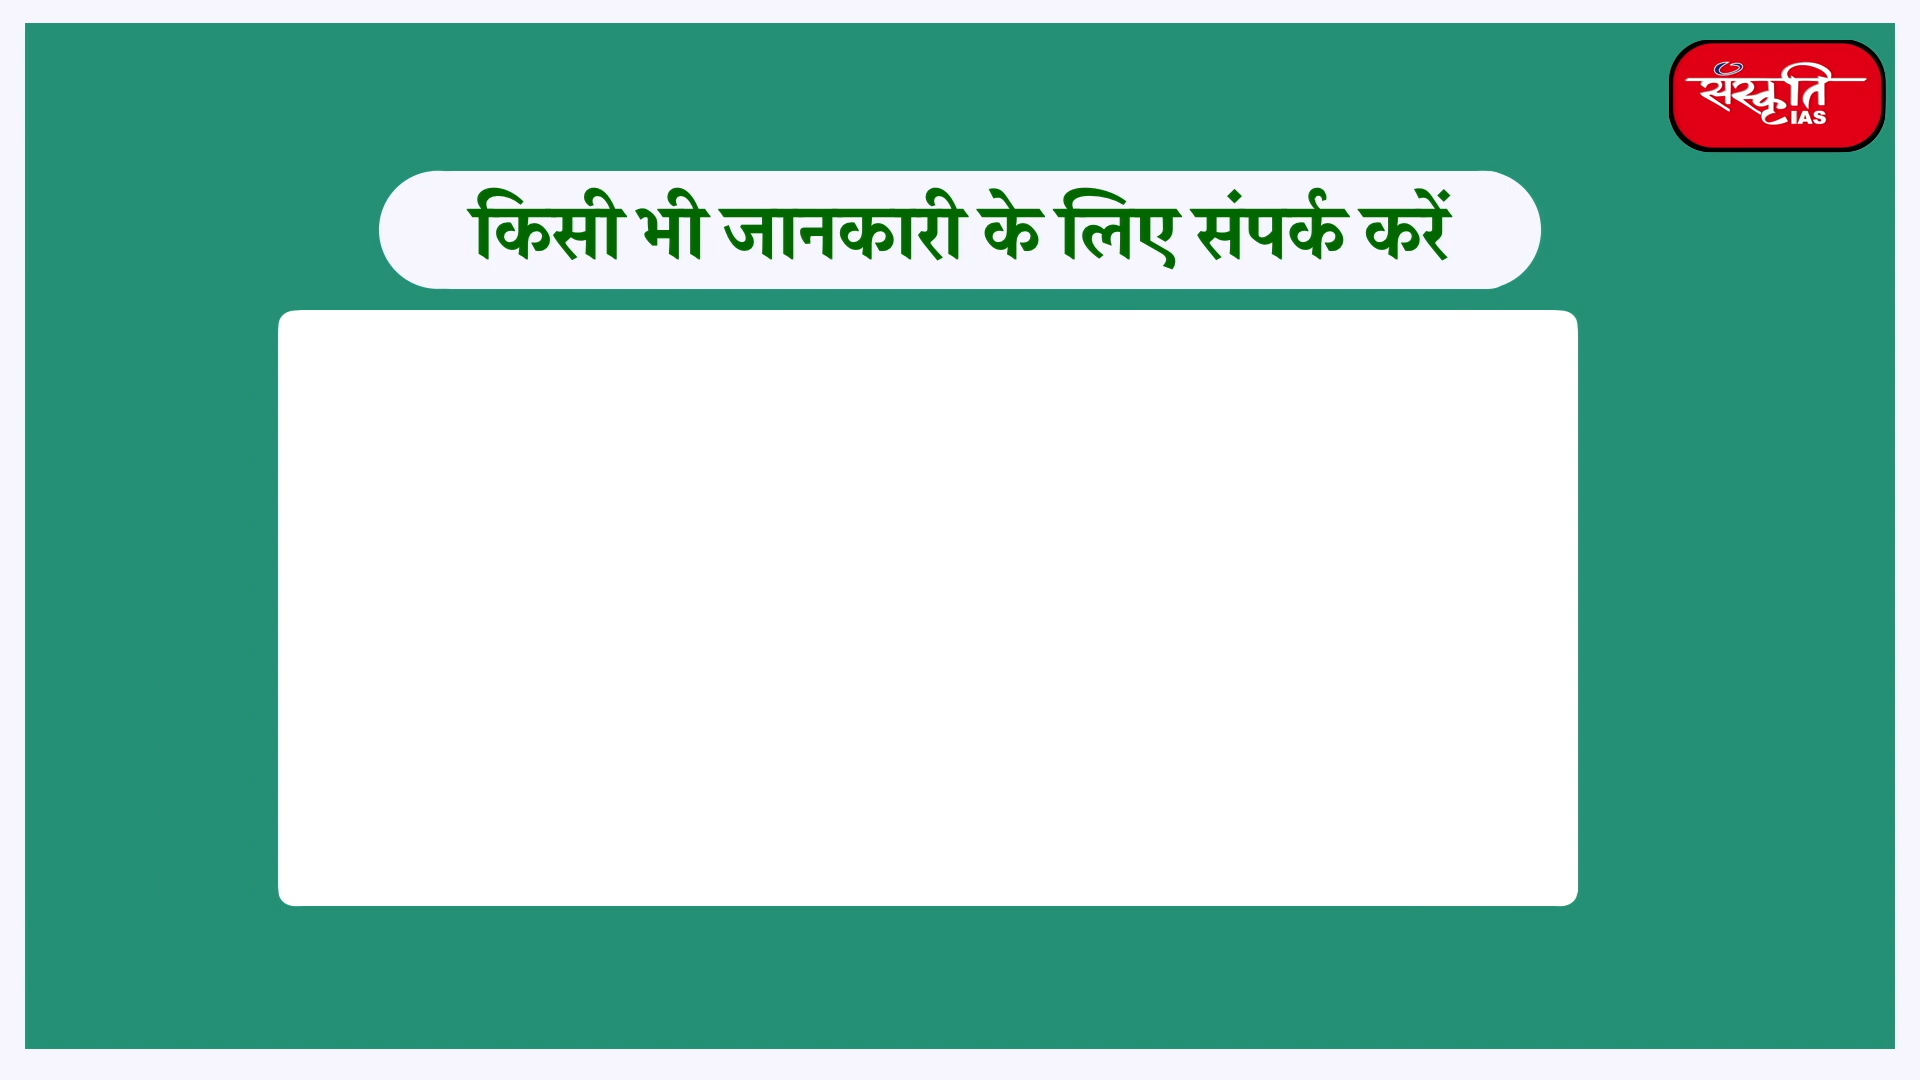 संस्कृति
IAS
किसी भी जानकारी के लिए संपर्क करें